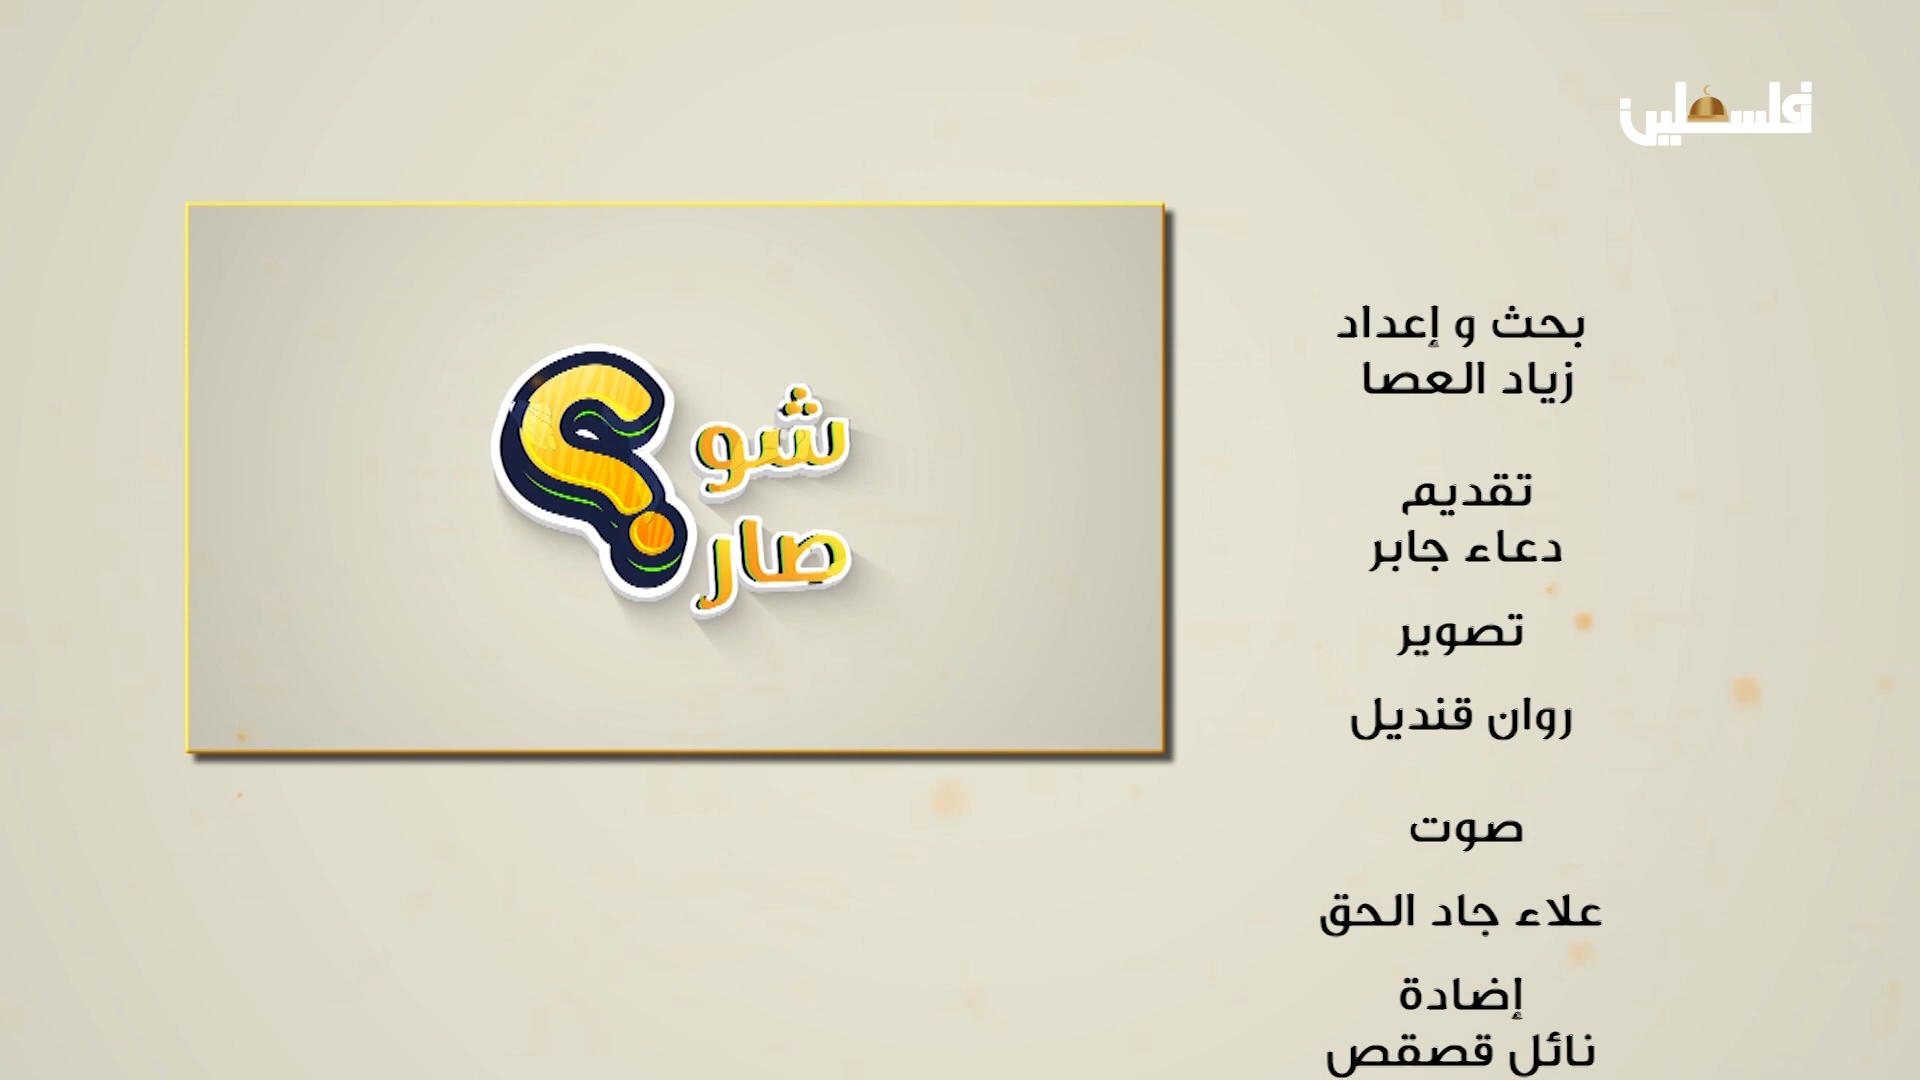 فلسطين
شو
صار
؟
بحث و إعداد
زياد العصا
تقديم
دعاء جابر
تصوير
روان قنديل
صوت
علاء جاد الحق
إضادة
نائل قصقص